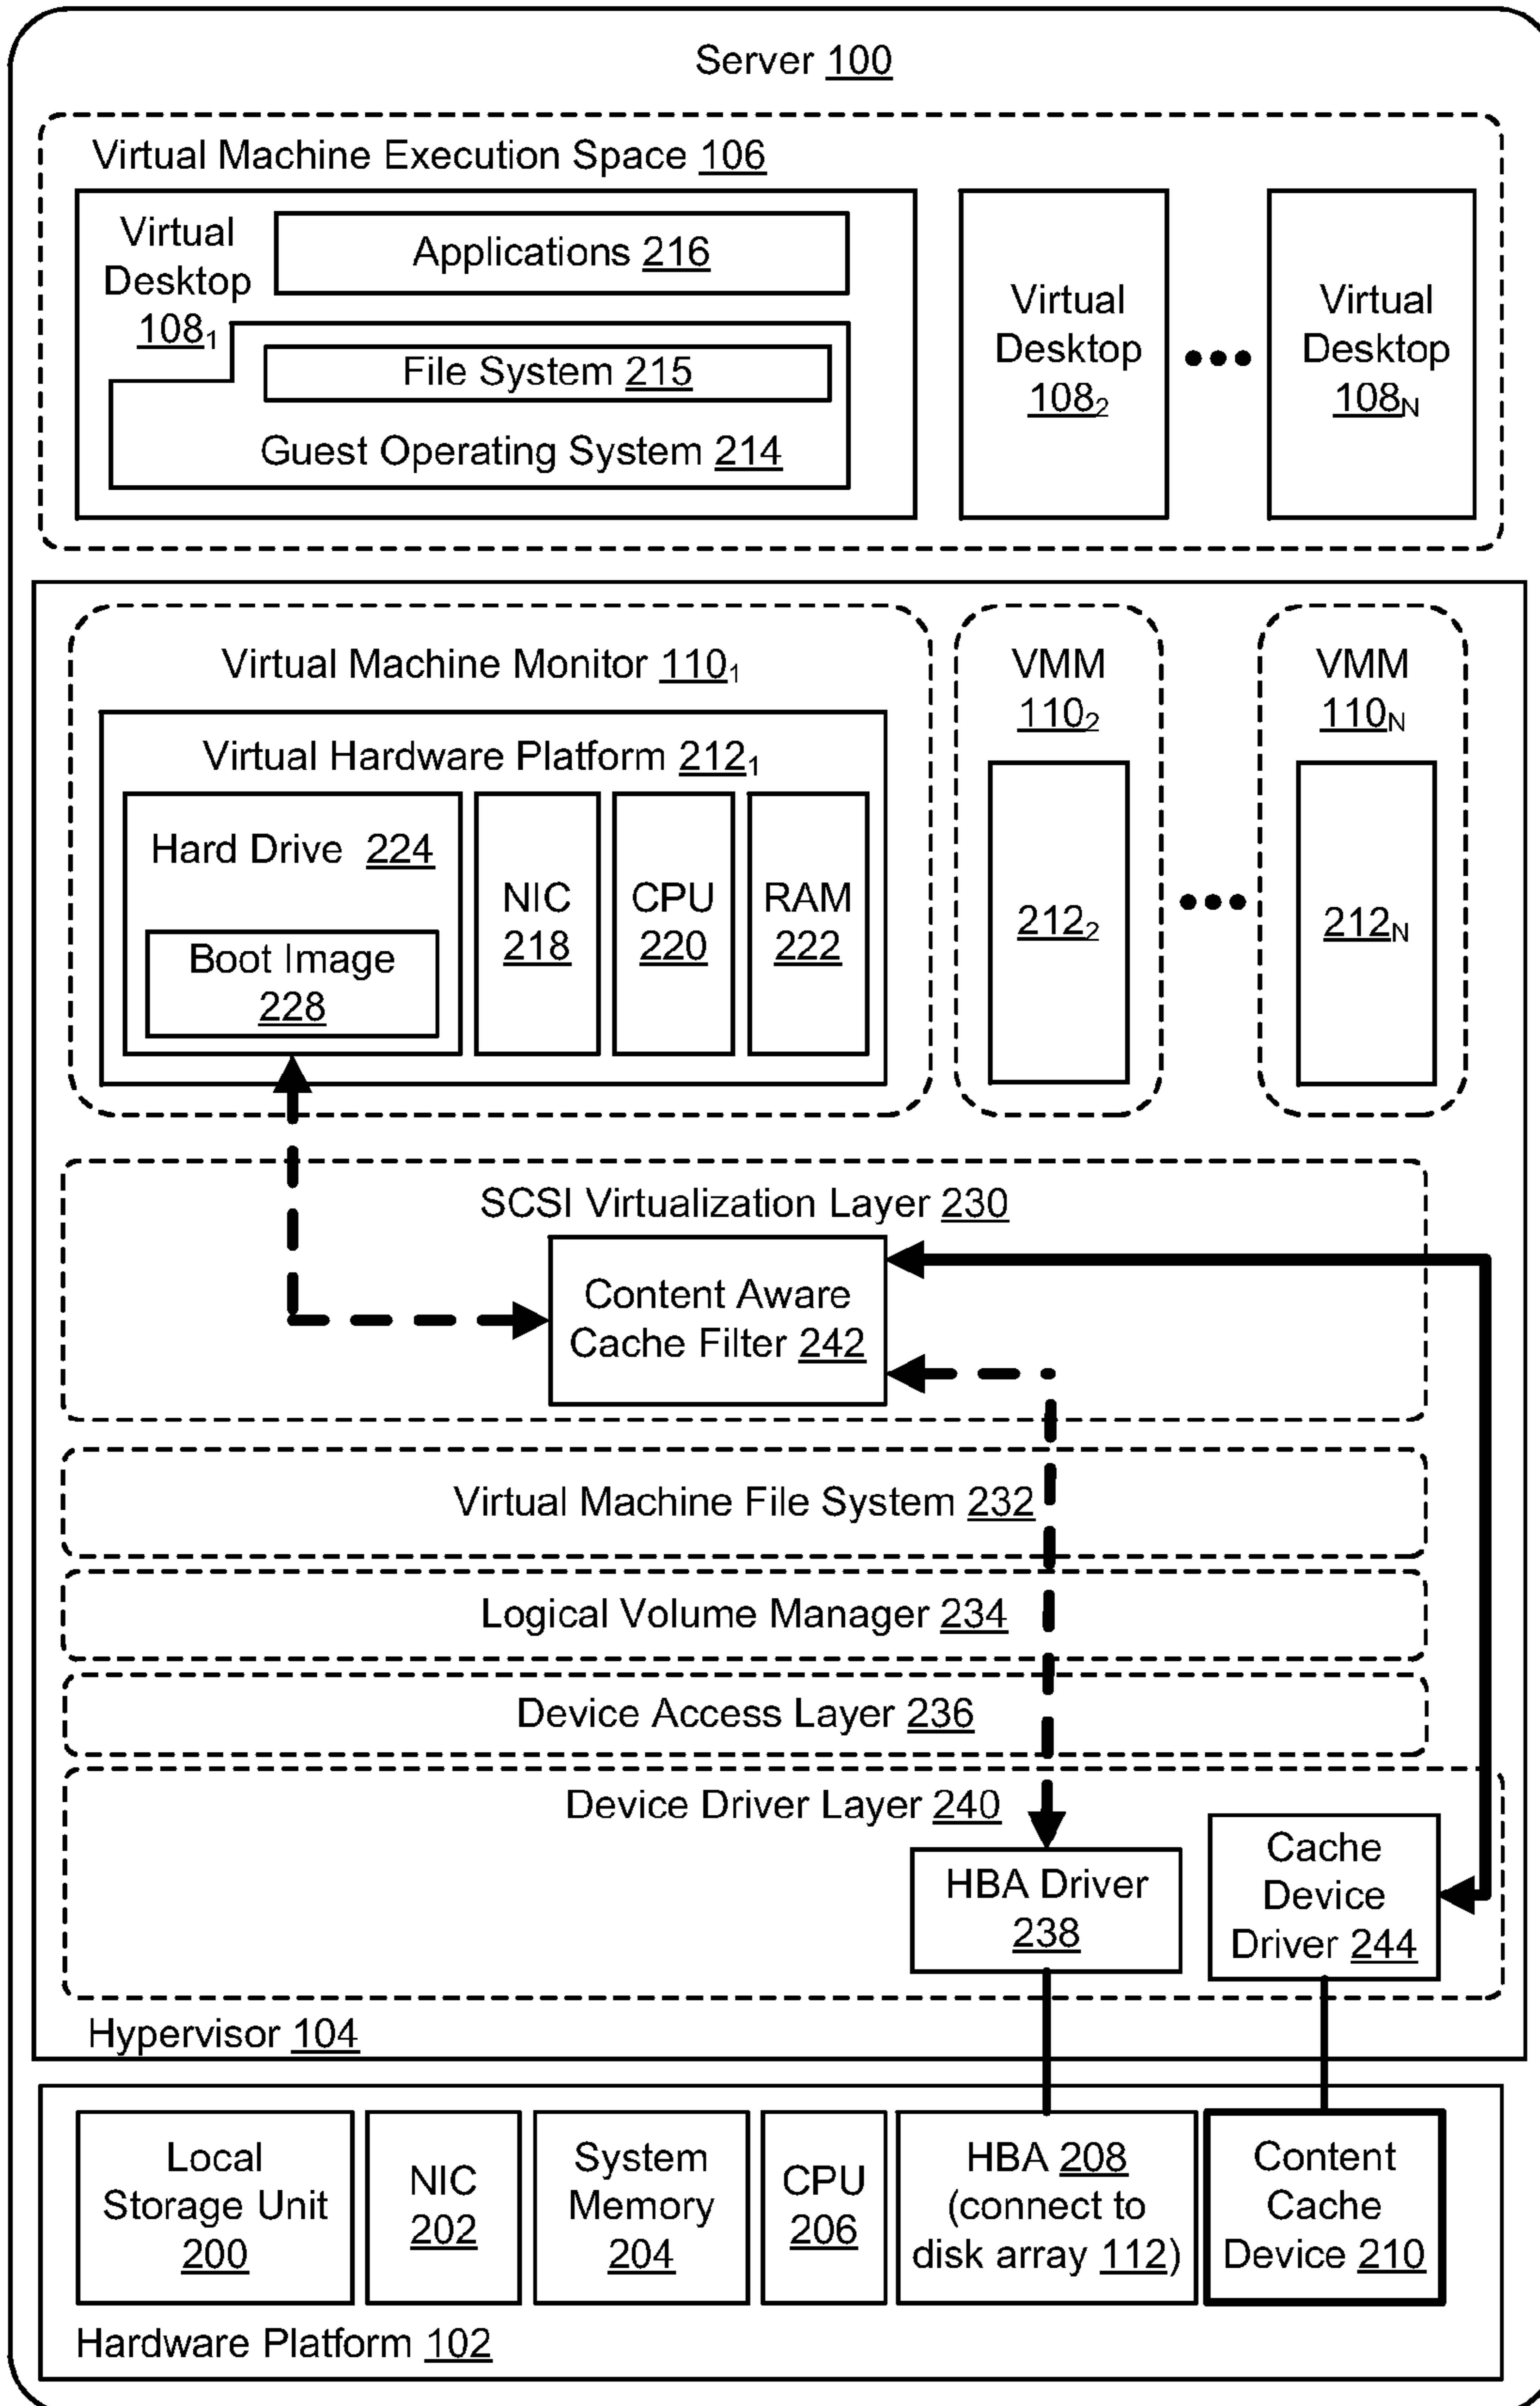 Server 100
Virtual Machine Execution Space 106
Virtual
Desktop
108₁
Applications 216
File System 215
Guest Operating System 214
Virtual
Desktop
108₂
Virtual
Desktop
108N
Virtual Machine Monitor 110₁
Virtual Hardware Platform 212₁
Hard Drive 224
Boot Image
228
NIC
218
CPU
220
RAM
222
VMM
110₂
212₂
VMM
110N
212N
SCSI Virtualization Layer 230
Content Aware
Cache Filter 242
Virtual Machine File System 232
Logical Volume Manager 234
Device Access Layer 236
Device Driver Layer 240
HBA Driver
238
Cache
Device
Driver 244
Hypervisor 104
Local
Storage Unit
200
NIC
202
System
Memory
204
CPU
206
HBA 208
(connect to
disk array 112)
Content
Cache
Device 210
Hardware Platform 102